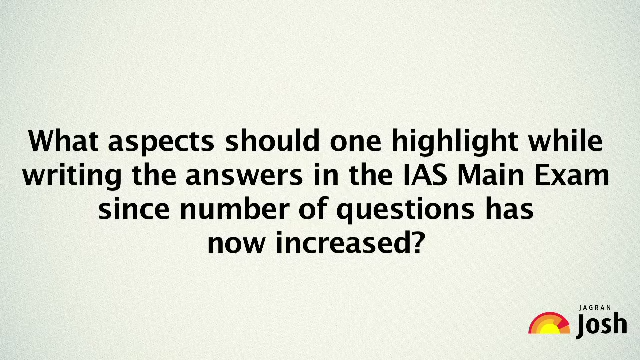 What aspects should one highlight while
writing the answers in the IAS Main Exam
since number of questions has
now increased?
JAGRAN
Josh